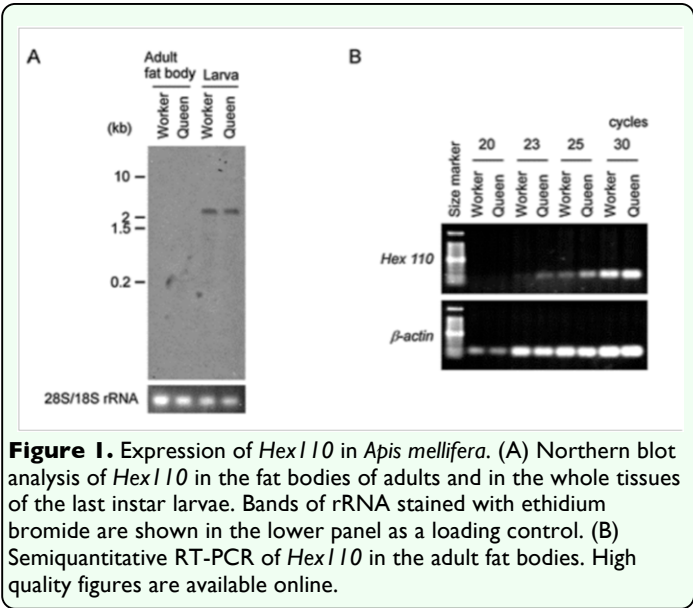 A
Adult
fat body Larva
Worker Queen Worker Queen
(kb)
10
2
1.5
0.2
28S/18S rRNA
B
cycles
20 23 25 30
Size marker Worker Queen Worker Queen Worker Queen Worker Queen
Hex 110
β-actin
Figure 1. Expression of Hex110 in Apis mellifera. (A) Northern blot
analysis of Hex110 in the fat bodies of adults and in the whole tissues
of the last instar larvae. Bands of rRNA stained with ethidium
bromide are shown in the lower panel as a loading control. (B)
Semiquantitative RT-PCR of Hex110 in the adult fat bodies. High
quality figures are available online.